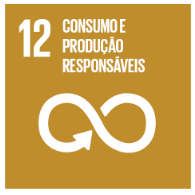 12 CONSUMO E
PRODUÇÃO
RESPONSÁVEIS